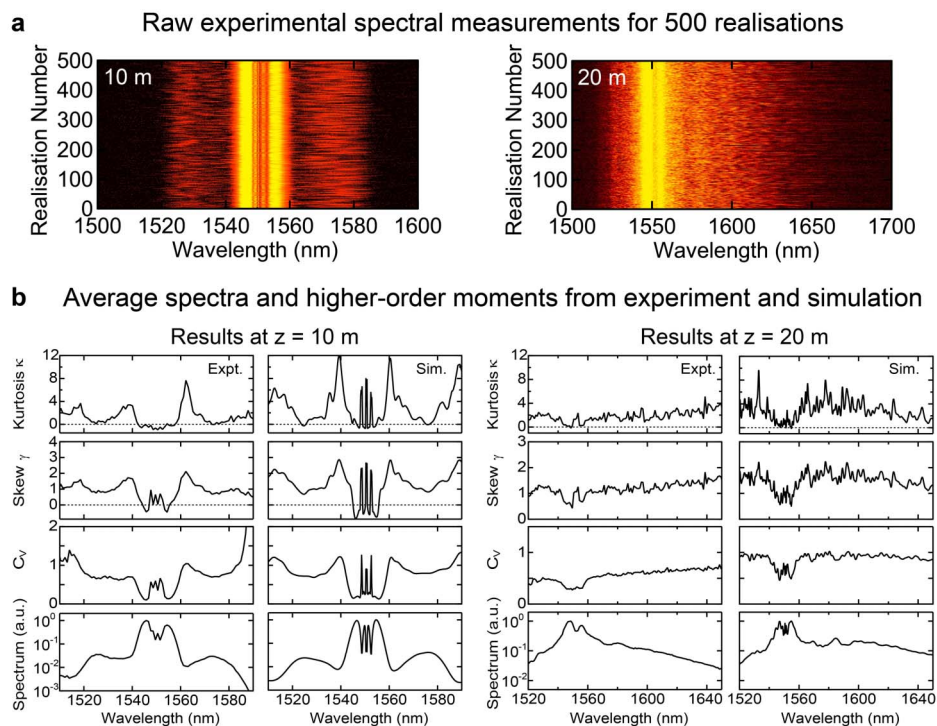 a Raw experimental spectral measurements for 500 realisations
Realisation Number
500
400
300
200
100
0
10 m
1500 1520 1540 1560 1580 1600
Wavelength (nm)
Realisation Number
500
400
300
200
100
0
20 m
1500 1550 1600 1650 1700
Wavelength (nm)
b Average spectra and higher-order moments from experiment and simulation
Results at z = 10 m
Kurtosis κ
12
8
4
0
Expt.
Sim.
Skew γ
4
3
2
1
0
Cv
2
1
0
Spectrum (a.u.)
10⁰
10⁻¹
10⁻²
10⁻³
1520 1540 1560 1580
1520 1540 1560 1580
Wavelength (nm)
Wavelength (nm)
Results at z = 20 m
Kurtosis κ
12
8
4
0
Expt.
Sim.
Skew γ
3
2
1
0
Cv
2
1
0
Spectrum (a.u.)
10⁰
10⁻¹
10⁻²
1520 1560 1600 1640
1520 1560 1600 1640
Wavelength (nm)
Wavelength (nm)